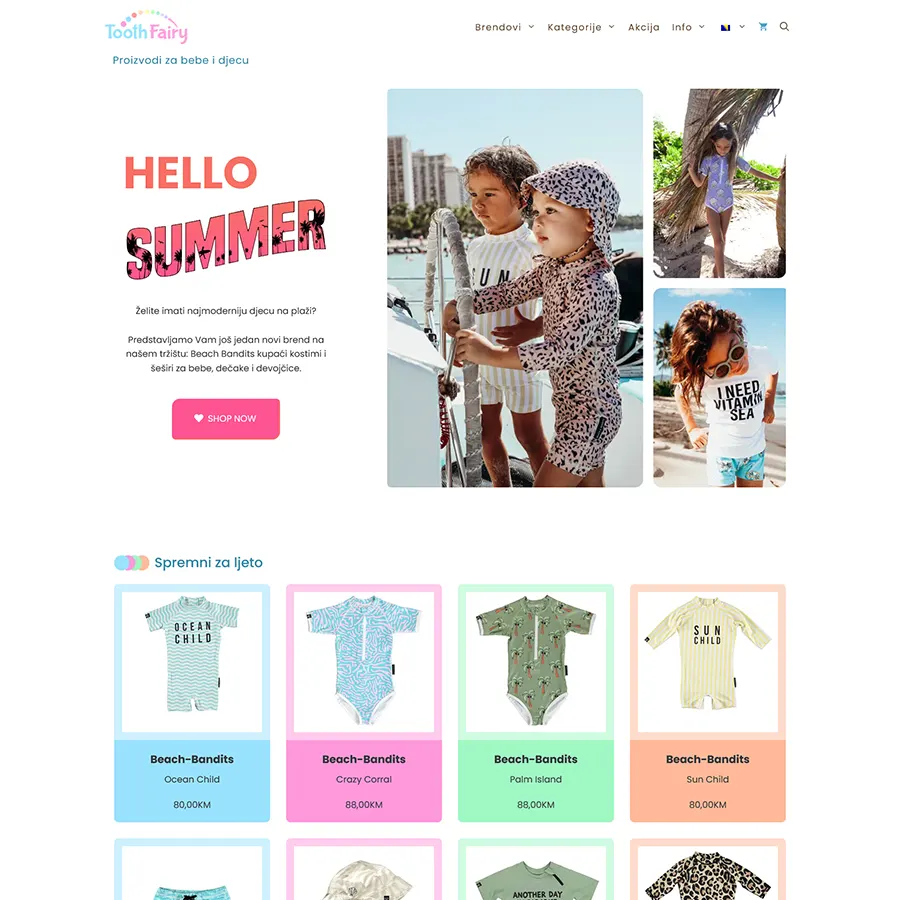 Tooth Fairy
Proizvodi za bebe i djecu
Brendovi Kategorije Akcija Info
HELLO
SUMMER
Želite imati najmoderniju djecu na plaži?
Predstavljamo Vam još jedan novi brend na
našem tržištu: Beach Bandits kupaći kostimi i
šeširi za bebe, dečake i devojčice.
SHOP NOW
SUN
I NEED
VITAMIN
SEA
Spremni za ljeto
OCEAN
CHILD
SUN
CHILD
Beach-Bandits Beach-Bandits Beach-Bandits Beach-Bandits
Ocean Child Crazy Corral Palm Island Sun Child
80,00KM 88,00KM 88,00KM 80,00KM
ANOTHER DAY